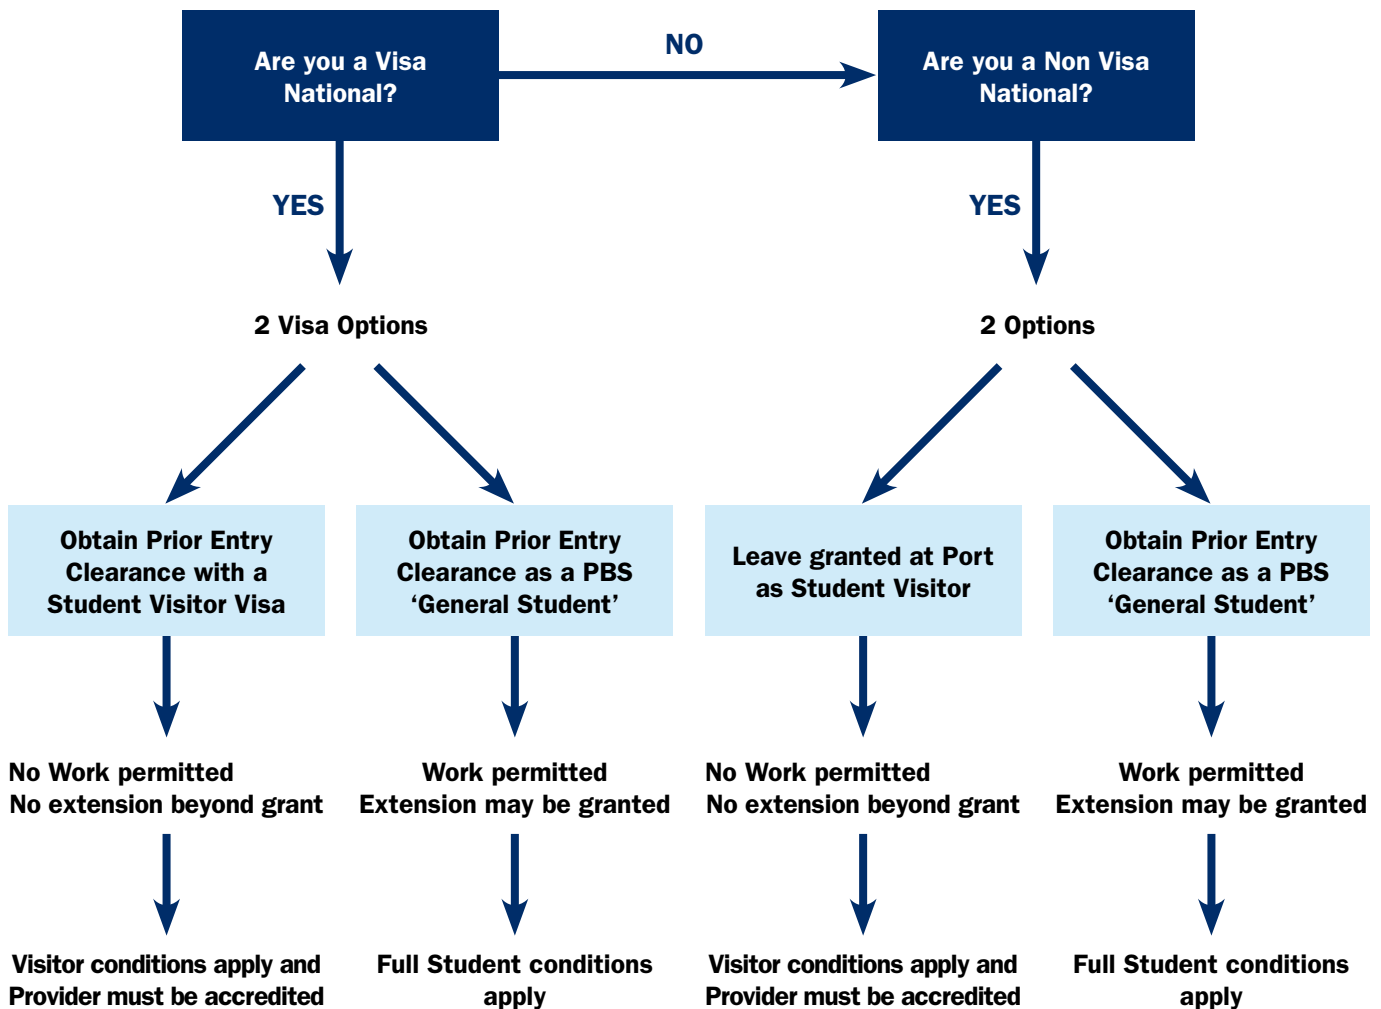 Are you a Visa
National?
NO
Are you a Non Visa
National?
YES
YES
2 Visa Options
2 Options
Obtain Prior Entry
Clearance with a
Student Visitor Visa
Obtain Prior Entry
Clearance as a PBS
‘General Student’
Leave granted at Port
as Student Visitor
Obtain Prior Entry
Clearance as a PBS
‘General Student’
No Work permitted
No extension beyond grant
Work permitted
Extension may be granted
No Work permitted
No extension beyond grant
Work permitted
Extension may be granted
Visitor conditions apply and
Provider must be accredited
Full Student conditions
apply
Visitor conditions apply and
Provider must be accredited
Full Student conditions
apply